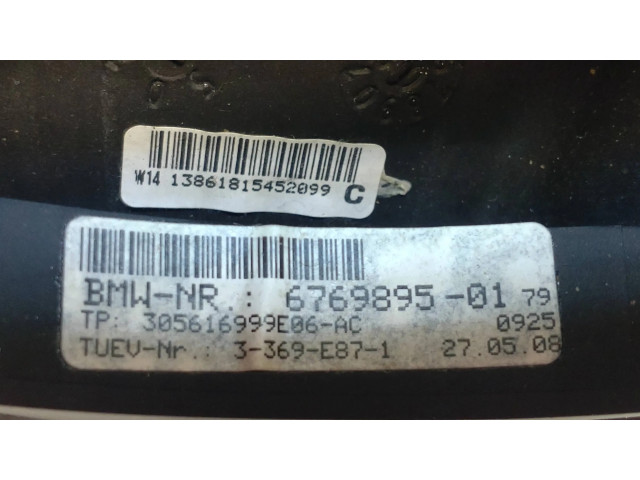 W14 13861815452099 C
BMW-NR.: 6769895-01 79
TP: 305616999E06-AC 0925
TUEV-Nr.: 3-369-E87-1 27.05.08